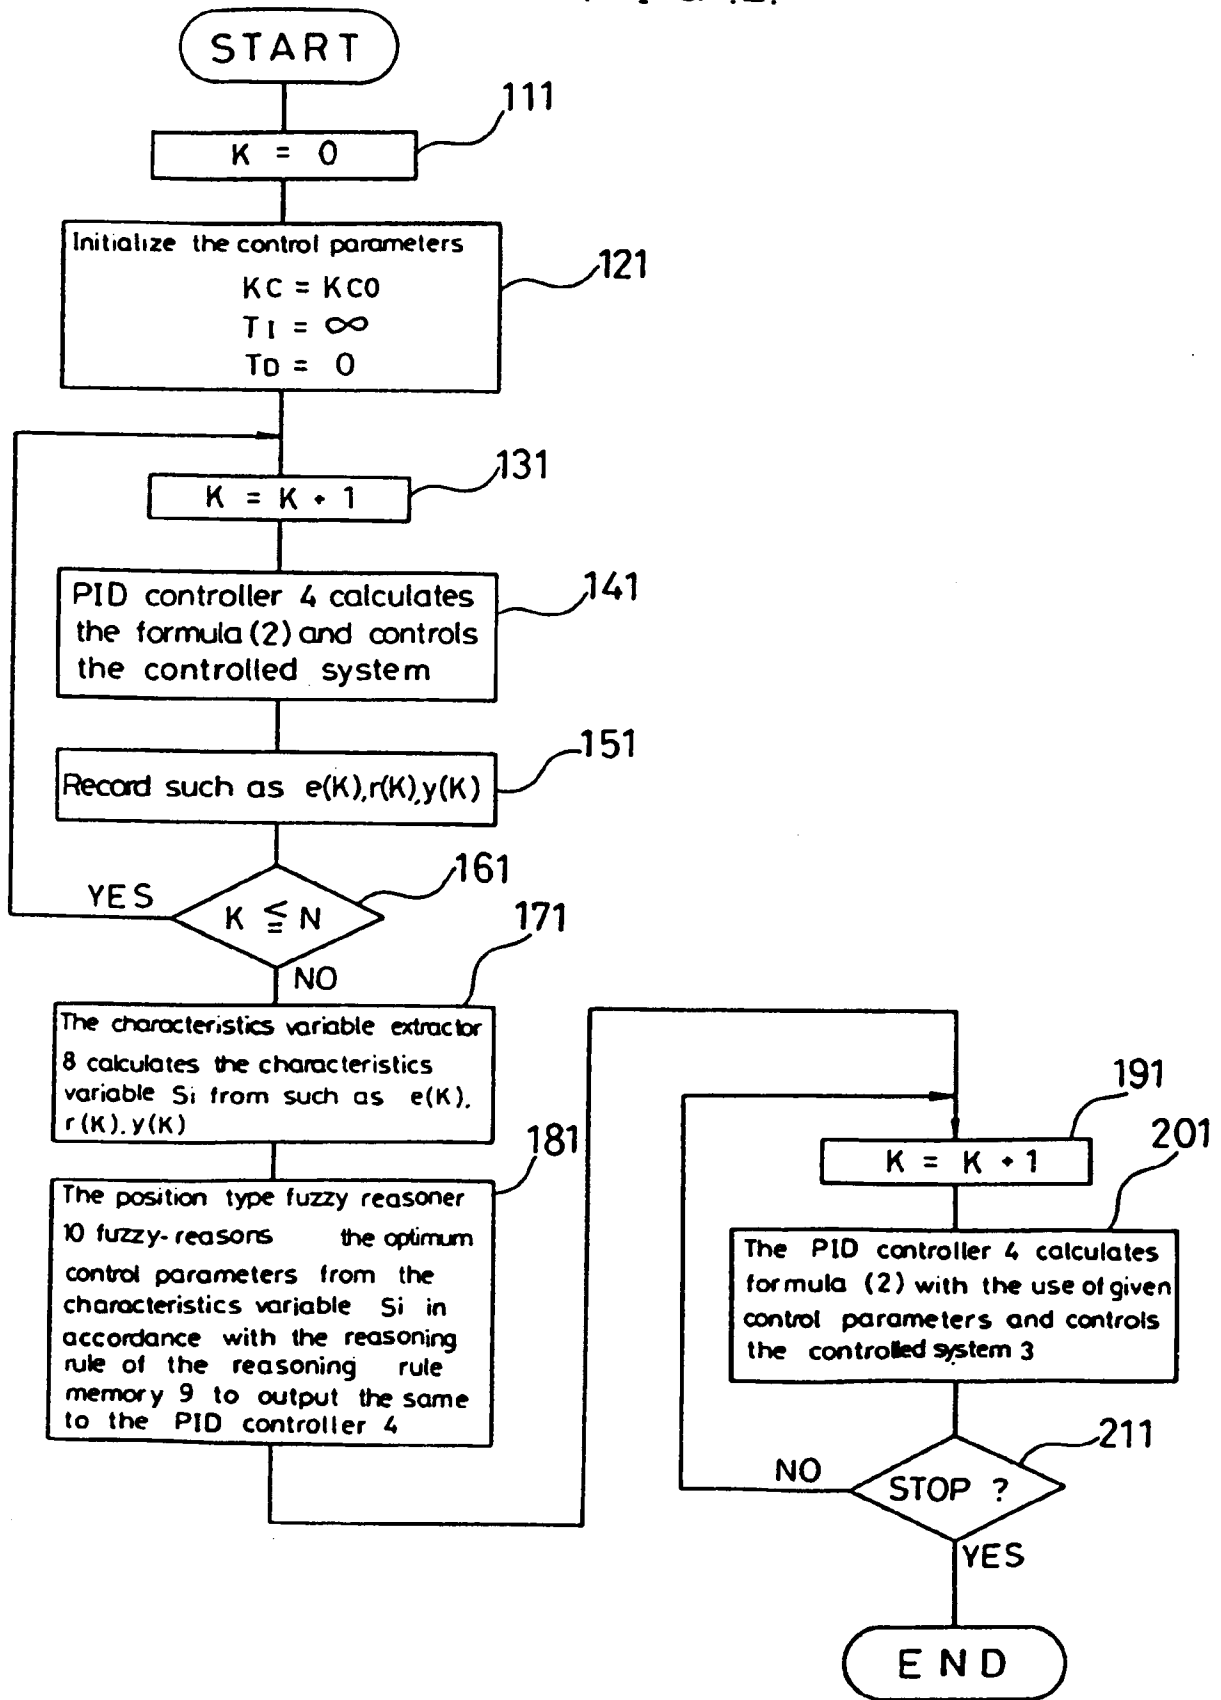 START
111
K = 0
Initialize the control parameters
121
KC = KC0
TI = ∞
TD = 0
131
K = K + 1
PID controller 4 calculates
the formula (2) and controls
the controlled system
141
151
Record such as e(K),r(K),y(K)
161
YES
K ≦ N
NO
171
The characteristics variable extractor
8 calculates the characteristics
variable Si from such as e(K),
r(K), y(K)
181
The position type fuzzy reasoner
10 fuzzy-reasons the optimum
control parameters from the
characteristics variable Si in
accordance with the reasoning
rule of the reasoning rule
memory 9 to output the same
to the PID controller 4
191
K = K + 1
201
The PID controller 4 calculates
formula (2) with the use of given
control parameters and controls
the controlled system 3
211
NO
STOP ?
YES
END